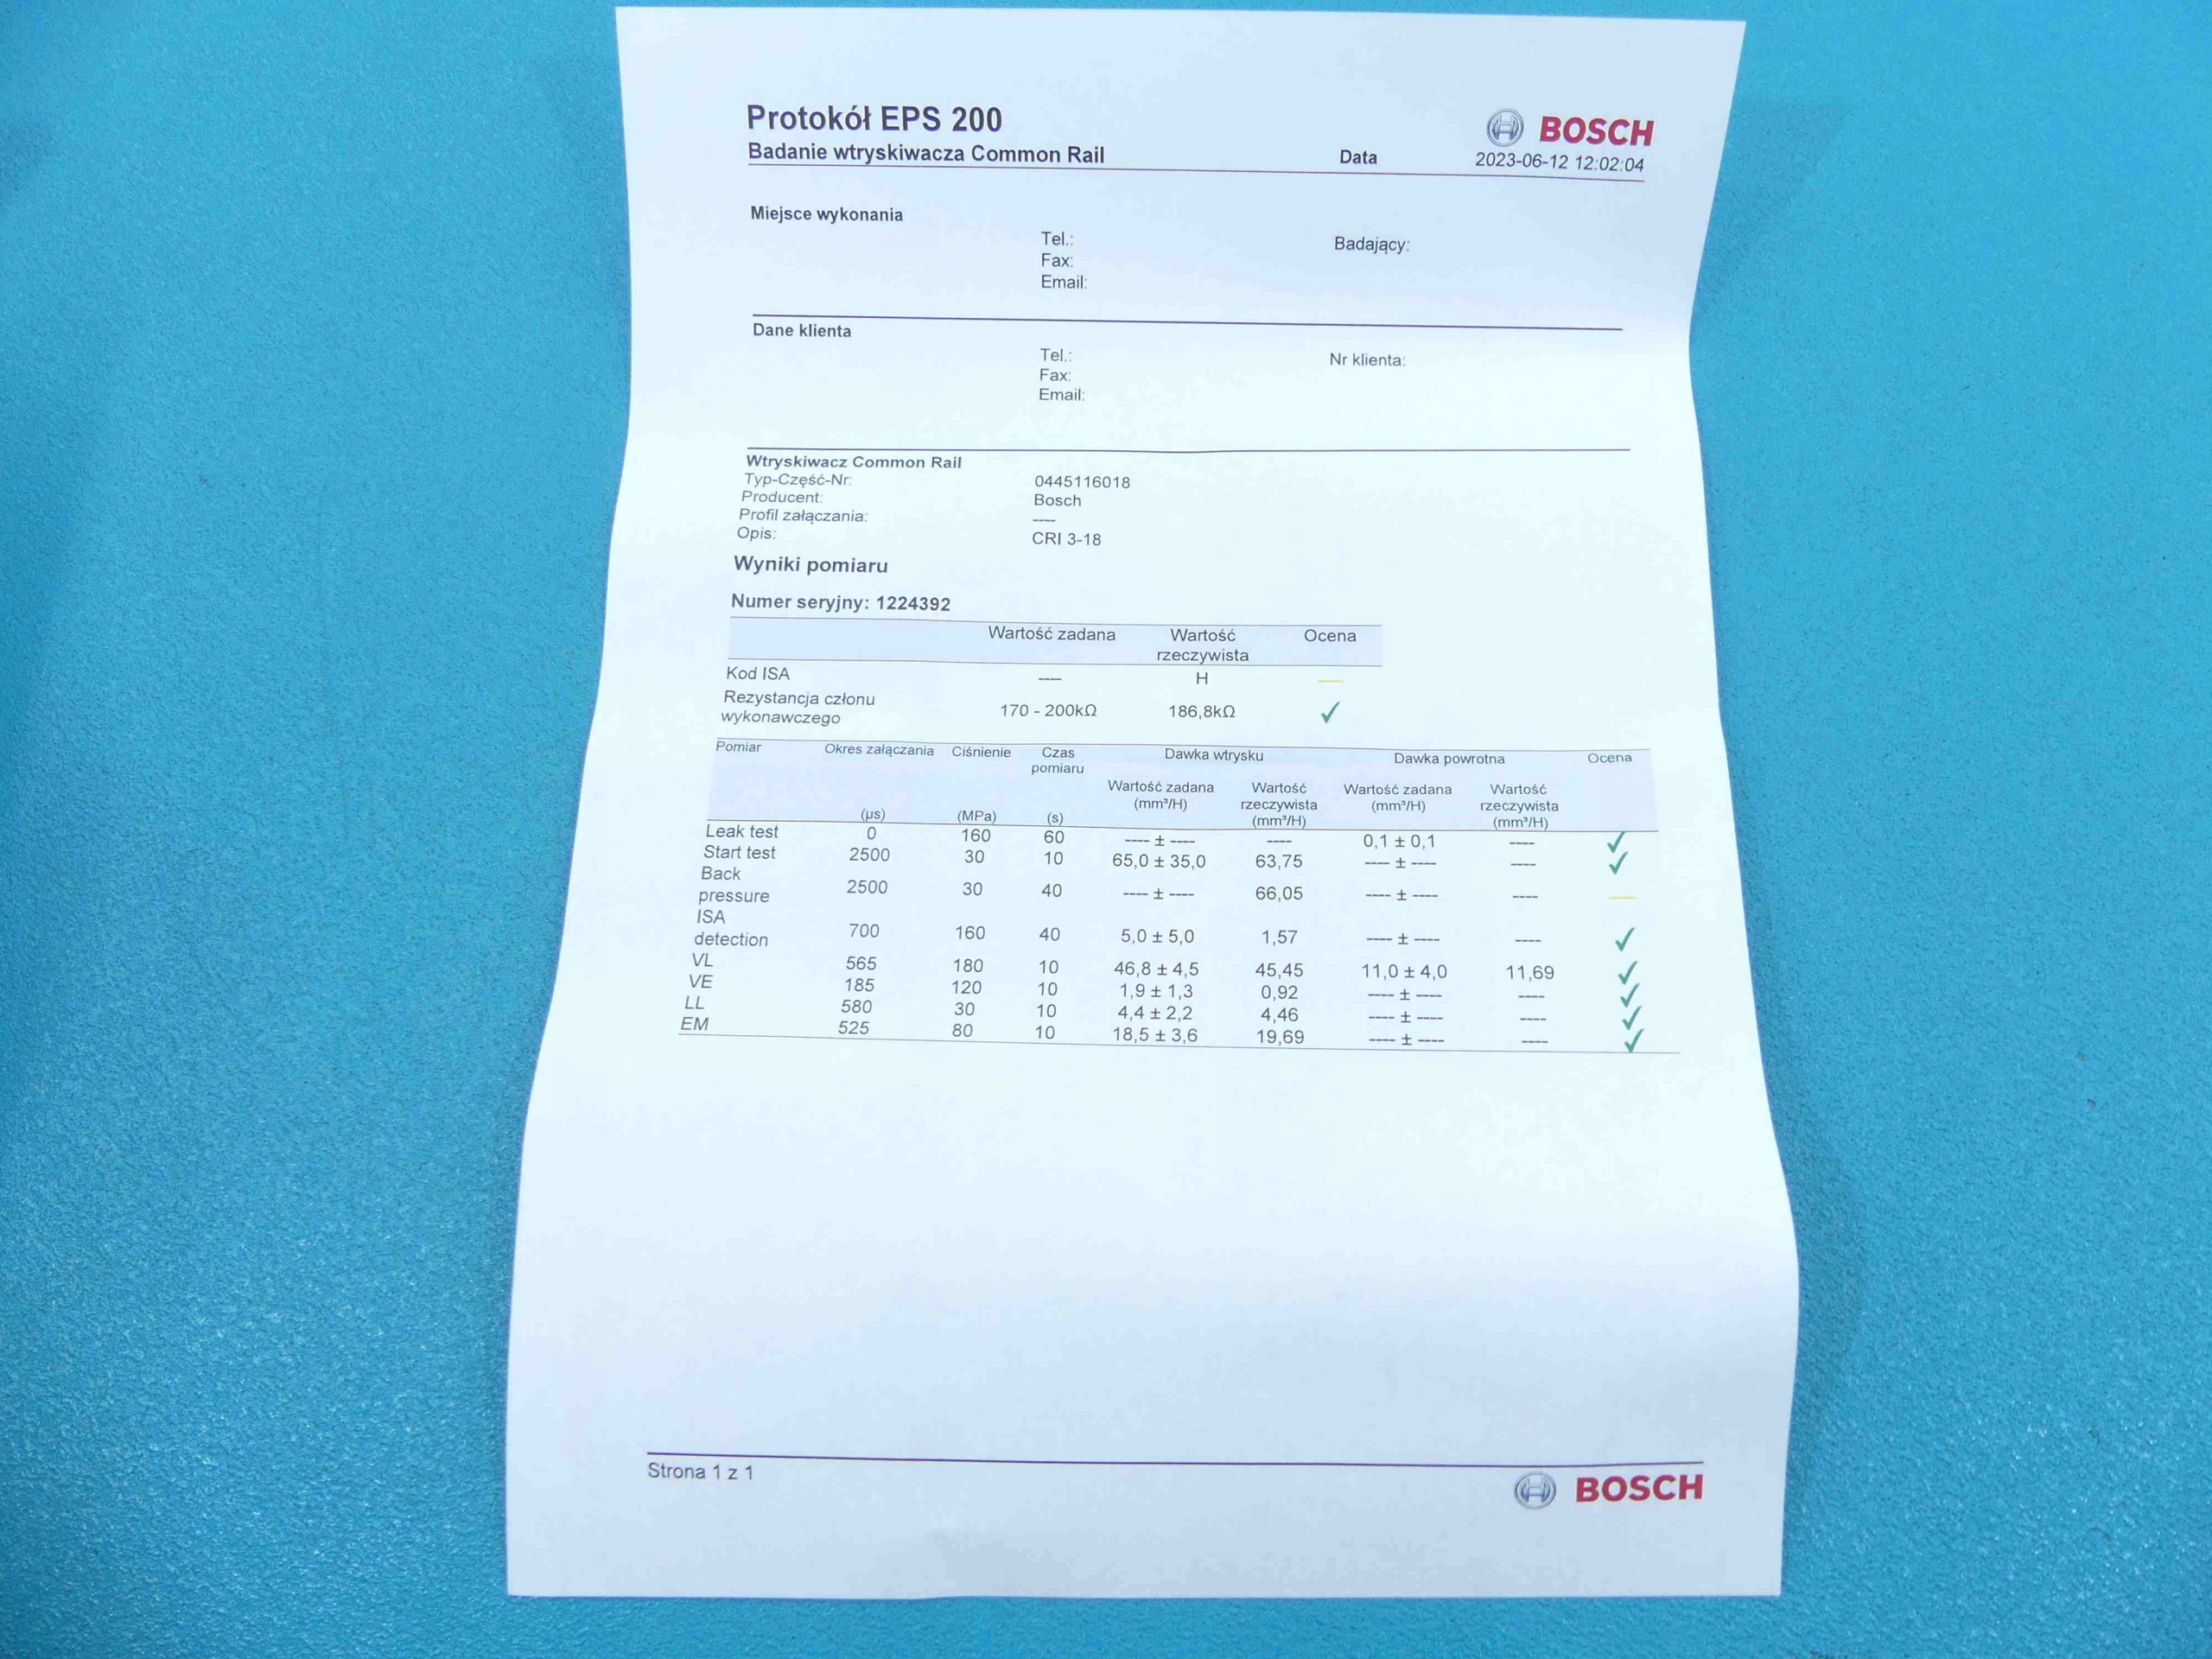 Protokół EPS 200
BOSCH
Badanie wtryskiwacza Common Rail Data 2023-06-12 12:02:04
Miejsce wykonania
Tel.: Badający:
Fax:
Email:
Dane klienta
Tel.: Nr klienta:
Fax:
Email:
Wtryskiwacz Common Rail
Typ-Część-Nr: 0445116018
Producent: Bosch
Profil załączania: ----
Opis: CRI 3-18
Wyniki pomiaru
Numer seryjny: 1224392
Wartość zadana Wartość Ocena
rzeczywista
Kod ISA ---- H —
Rezystancja członu
wykonawczego 170 - 200kΩ 186,8kΩ ✓
Pomiar Okres załączania Ciśnienie Czas Dawka wtrysku Dawka powrotna Ocena
pomiaru
Wartość zadana Wartość Wartość zadana Wartość
(mm³/H) rzeczywista (mm³/H) rzeczywista
(µs) (MPa) (s) (mm³/H) (mm³/H)
Leak test 0 160 60 ---- ± ---- ---- 0,1 ± 0,1 ---- ✓
Start test 2500 30 10 65,0 ± 35,0 63,75 ---- ± ---- ---- ✓
Back
pressure 2500 30 40 ---- ± ---- 66,05 ---- ± ---- ---- —
ISA
detection 700 160 40 5,0 ± 5,0 1,57 ---- ± ---- ---- ✓
VL 565 180 10 46,8 ± 4,5 45,45 11,0 ± 4,0 11,69 ✓
VE 185 120 10 1,9 ± 1,3 0,92 ---- ± ---- ---- ✓
LL 580 30 10 4,4 ± 2,2 4,46 ---- ± ---- ---- ✓
EM 525 80 10 18,5 ± 3,6 19,69 ---- ± ---- ---- ✓
Strona 1 z 1
BOSCH